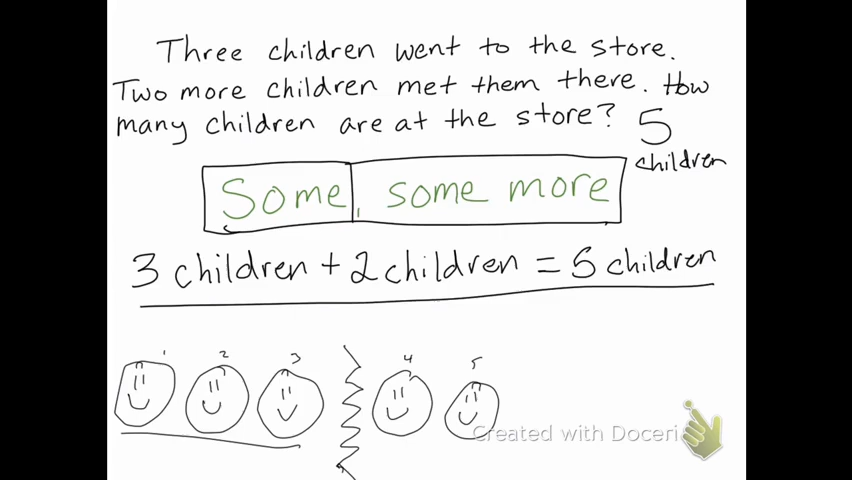 Three children went to the store.
Two more children met them there. How
many children are at the store? 5
children
Some, some more
3 children + 2 children = 5 children
1 2 3 4 5
Created with Doceri